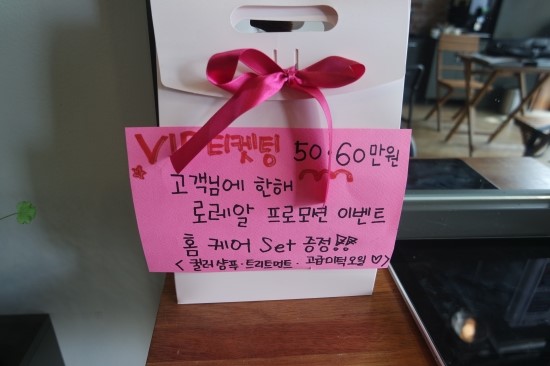 VIP티켓팅 50·60만원
고객님에 한해
로레알 프로모션 이벤트
홈 케어 Set 증정!!
<컬러샴푸·트리트먼트·고급미턱오일♡>